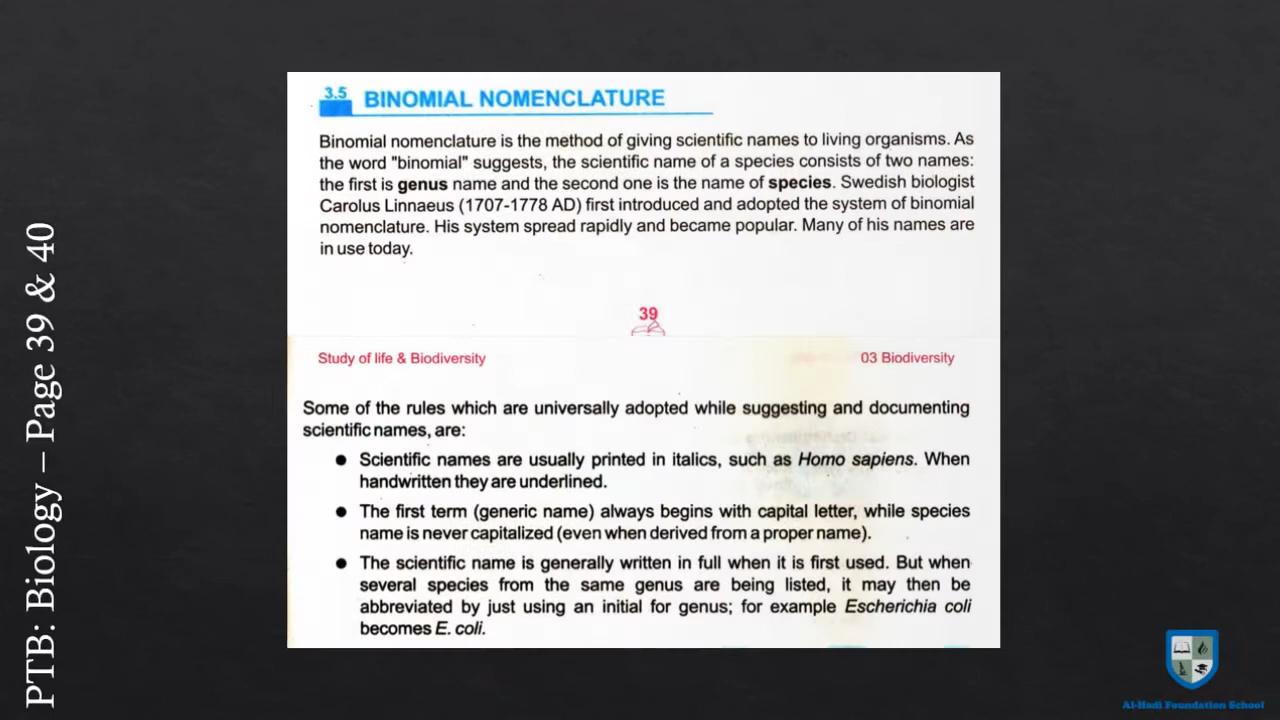 PTB: Biology – Page 39 & 40
3.5 BINOMIAL NOMENCLATURE
Binomial nomenclature is the method of giving scientific names to living organisms. As
the word "binomial" suggests, the scientific name of a species consists of two names:
the first is genus name and the second one is the name of species. Swedish biologist
Carolus Linnaeus (1707-1778 AD) first introduced and adopted the system of binomial
nomenclature. His system spread rapidly and became popular. Many of his names are
in use today.
39
Study of life & Biodiversity 03 Biodiversity
Some of the rules which are universally adopted while suggesting and documenting
scientific names, are:
● Scientific names are usually printed in italics, such as Homo sapiens. When
handwritten they are underlined.
● The first term (generic name) always begins with capital letter, while species
name is never capitalized (even when derived from a proper name).
● The scientific name is generally written in full when it is first used. But when
several species from the same genus are being listed, it may then be
abbreviated by just using an initial for genus; for example Escherichia coli
becomes E. coli.
Al-Hadi Foundation School